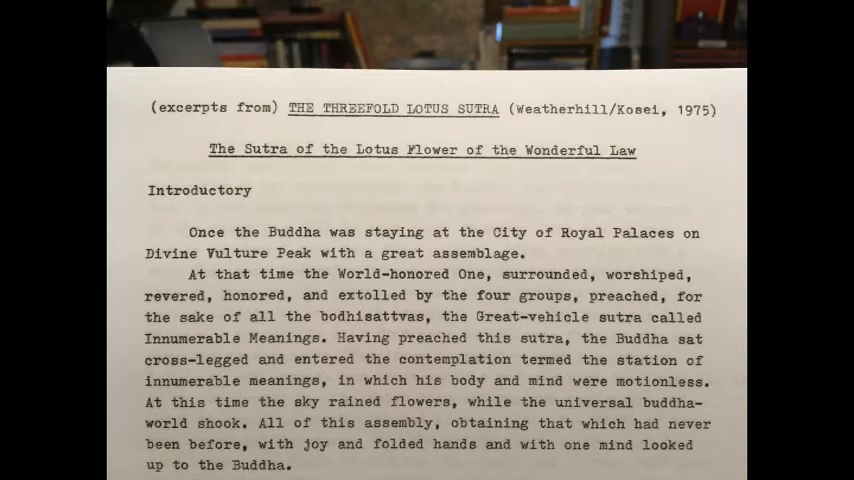 (excerpts from) THE THREEFOLD LOTUS SUTRA (Weatherhill/Kosei, 1975)
The Sutra of the Lotus Flower of the Wonderful Law
Introductory
Once the Buddha was staying at the City of Royal Palaces on
Divine Vulture Peak with a great assemblage.
At that time the World-honored One, surrounded, worshiped,
revered, honored, and extolled by the four groups, preached, for
the sake of all the bodhisattvas, the Great-vehicle sutra called
Innumerable Meanings. Having preached this sutra, the Buddha sat
cross-legged and entered the contemplation termed the station of
innumerable meanings, in which his body and mind were motionless.
At this time the sky rained flowers, while the universal buddha-
world shook. All of this assembly, obtaining that which had never
been before, with joy and folded hands and with one mind looked
up to the Buddha.